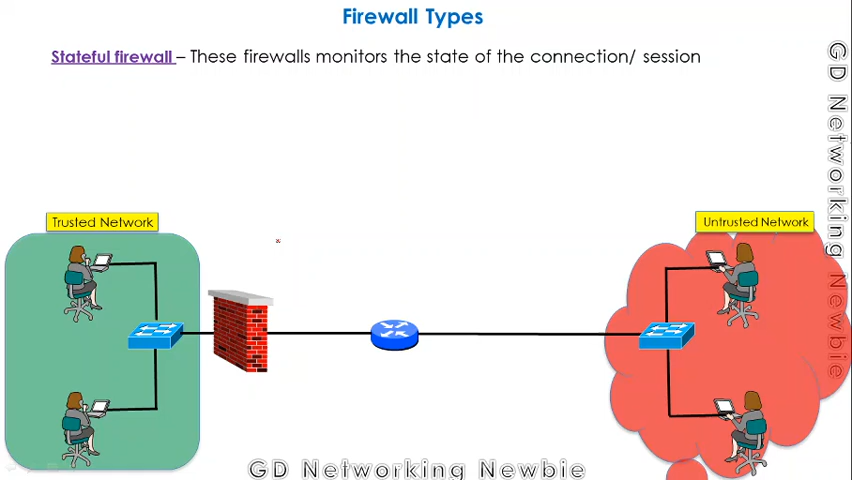 Firewall Types
Stateful firewall – These firewalls monitors the state of the connection/ session
Trusted Network
Untrusted Network
GD Networking Newbie
GD Networking Newbie